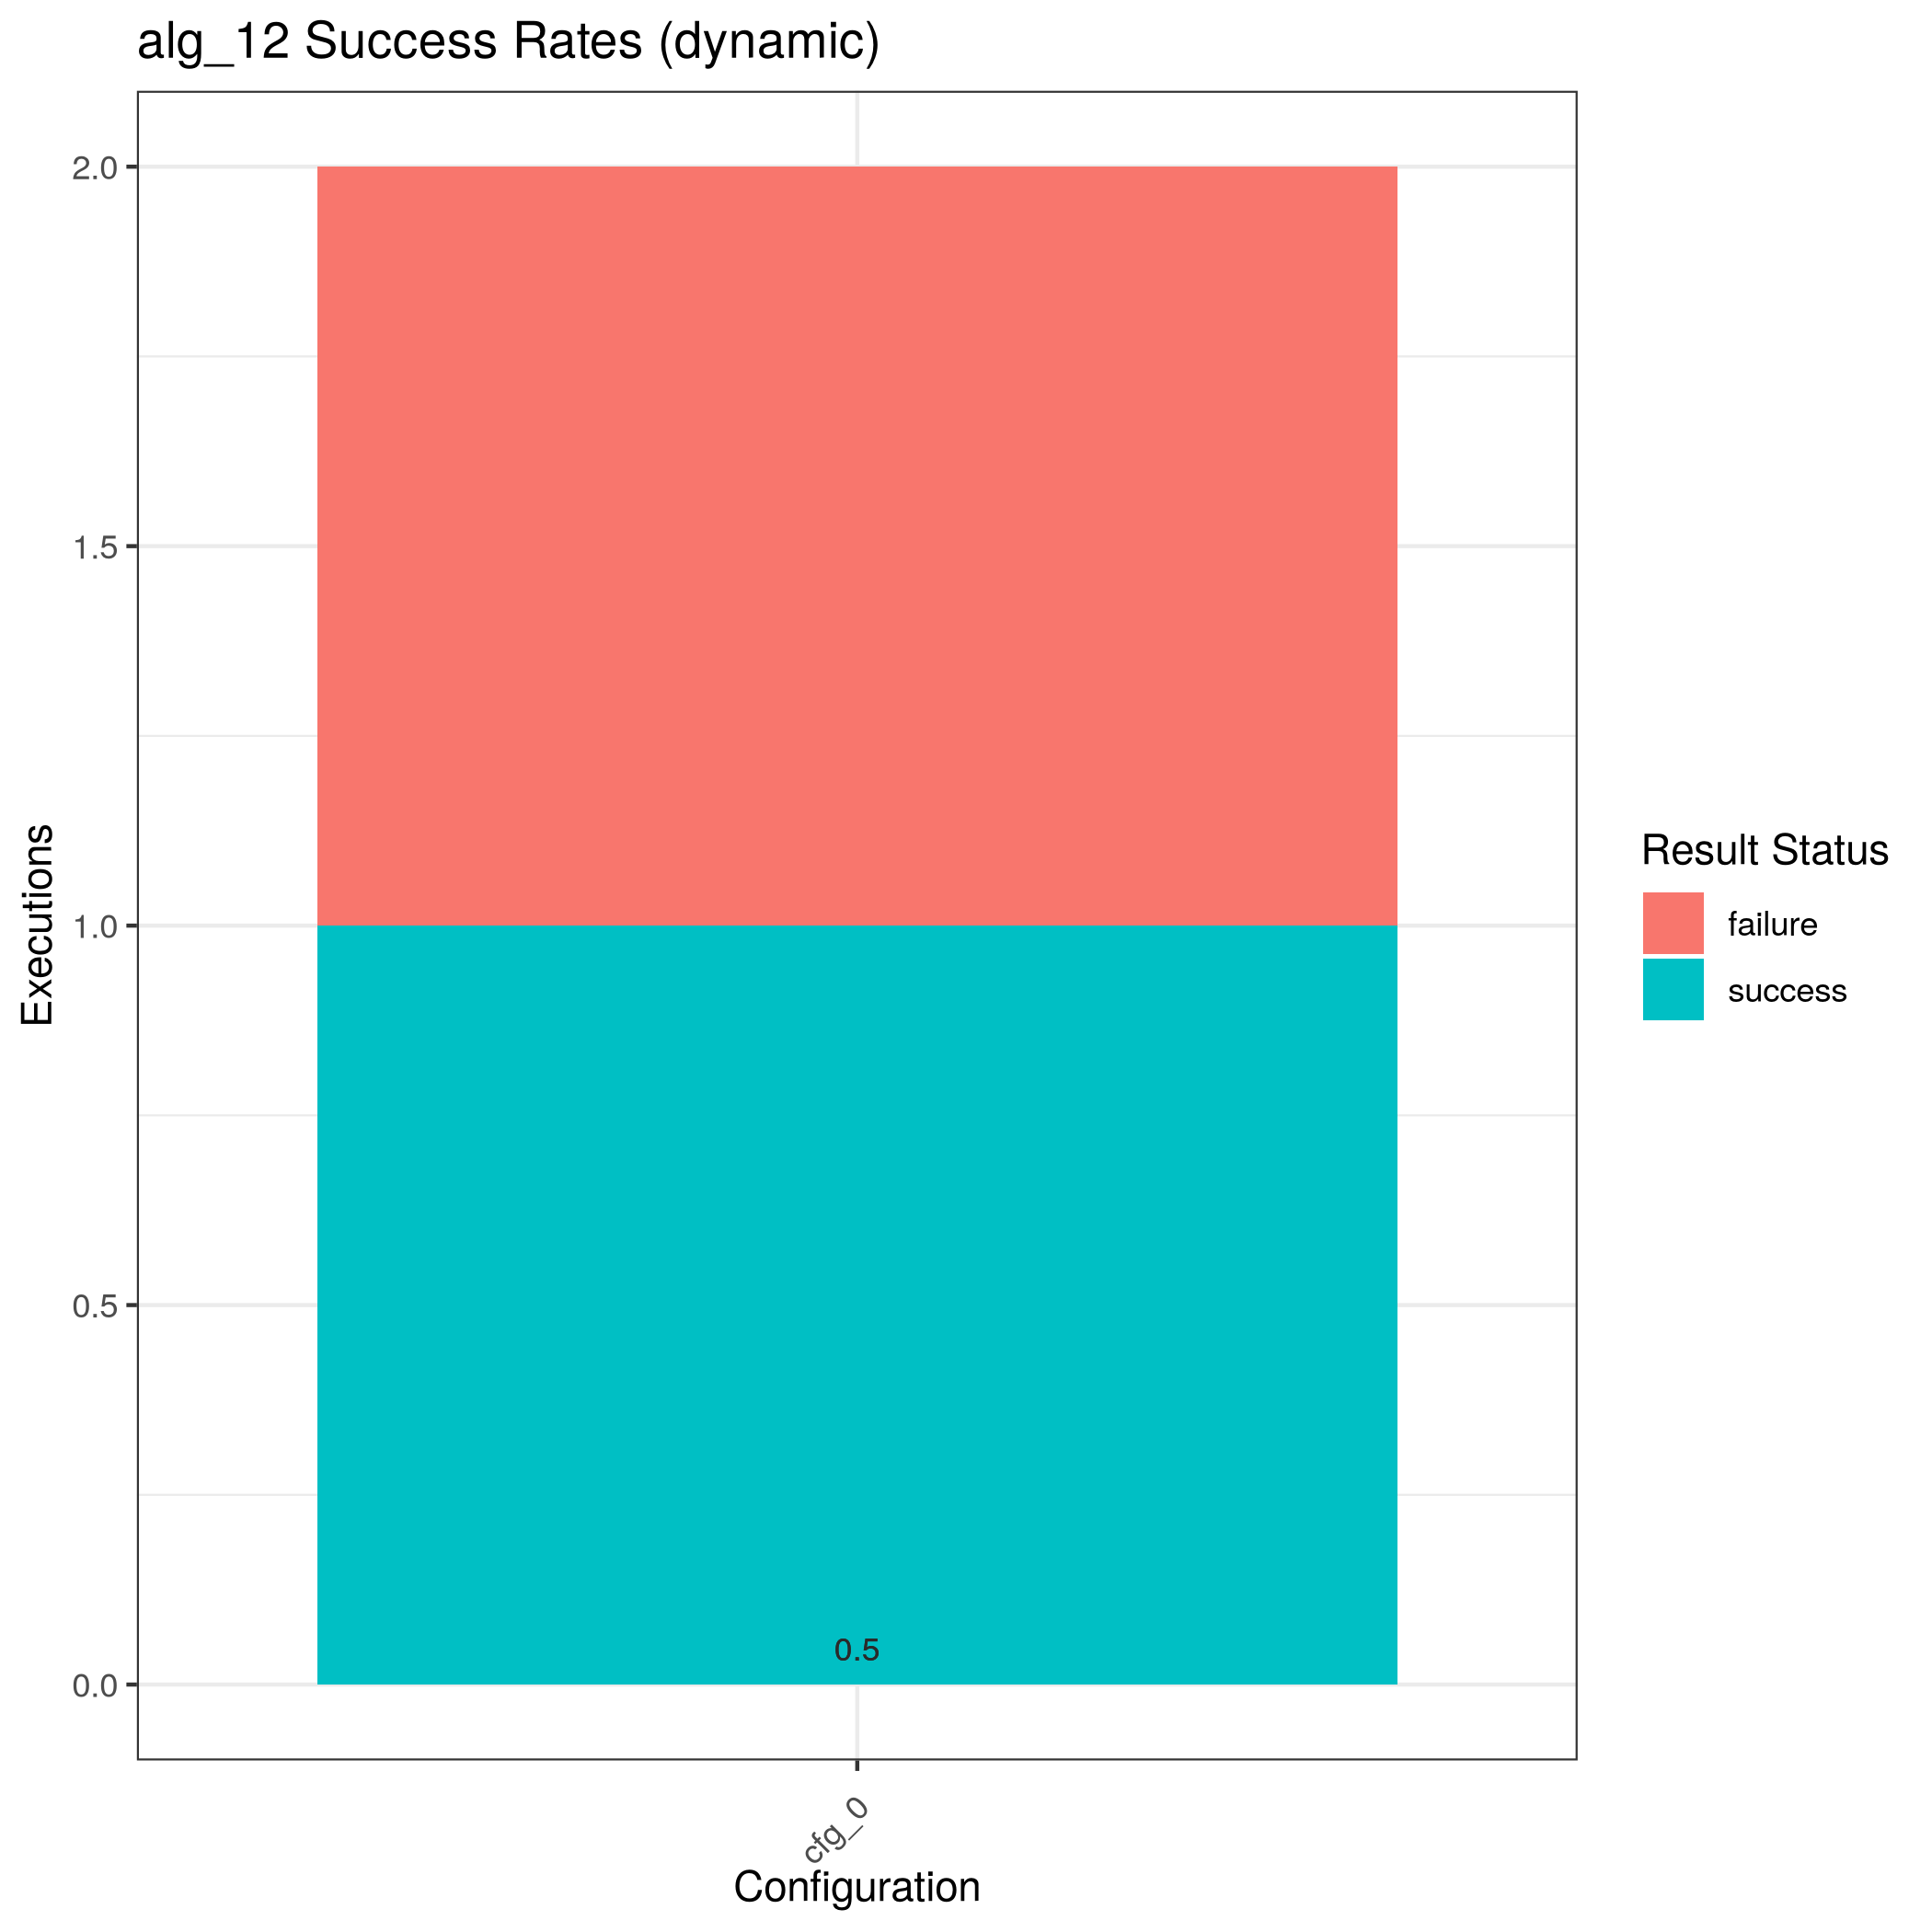 alg_12 Success Rates (dynamic)
2.0
1.5
1.0
0.5
0.0
Executions
0.5
cfg_0
Configuration
Result Status
failure
success